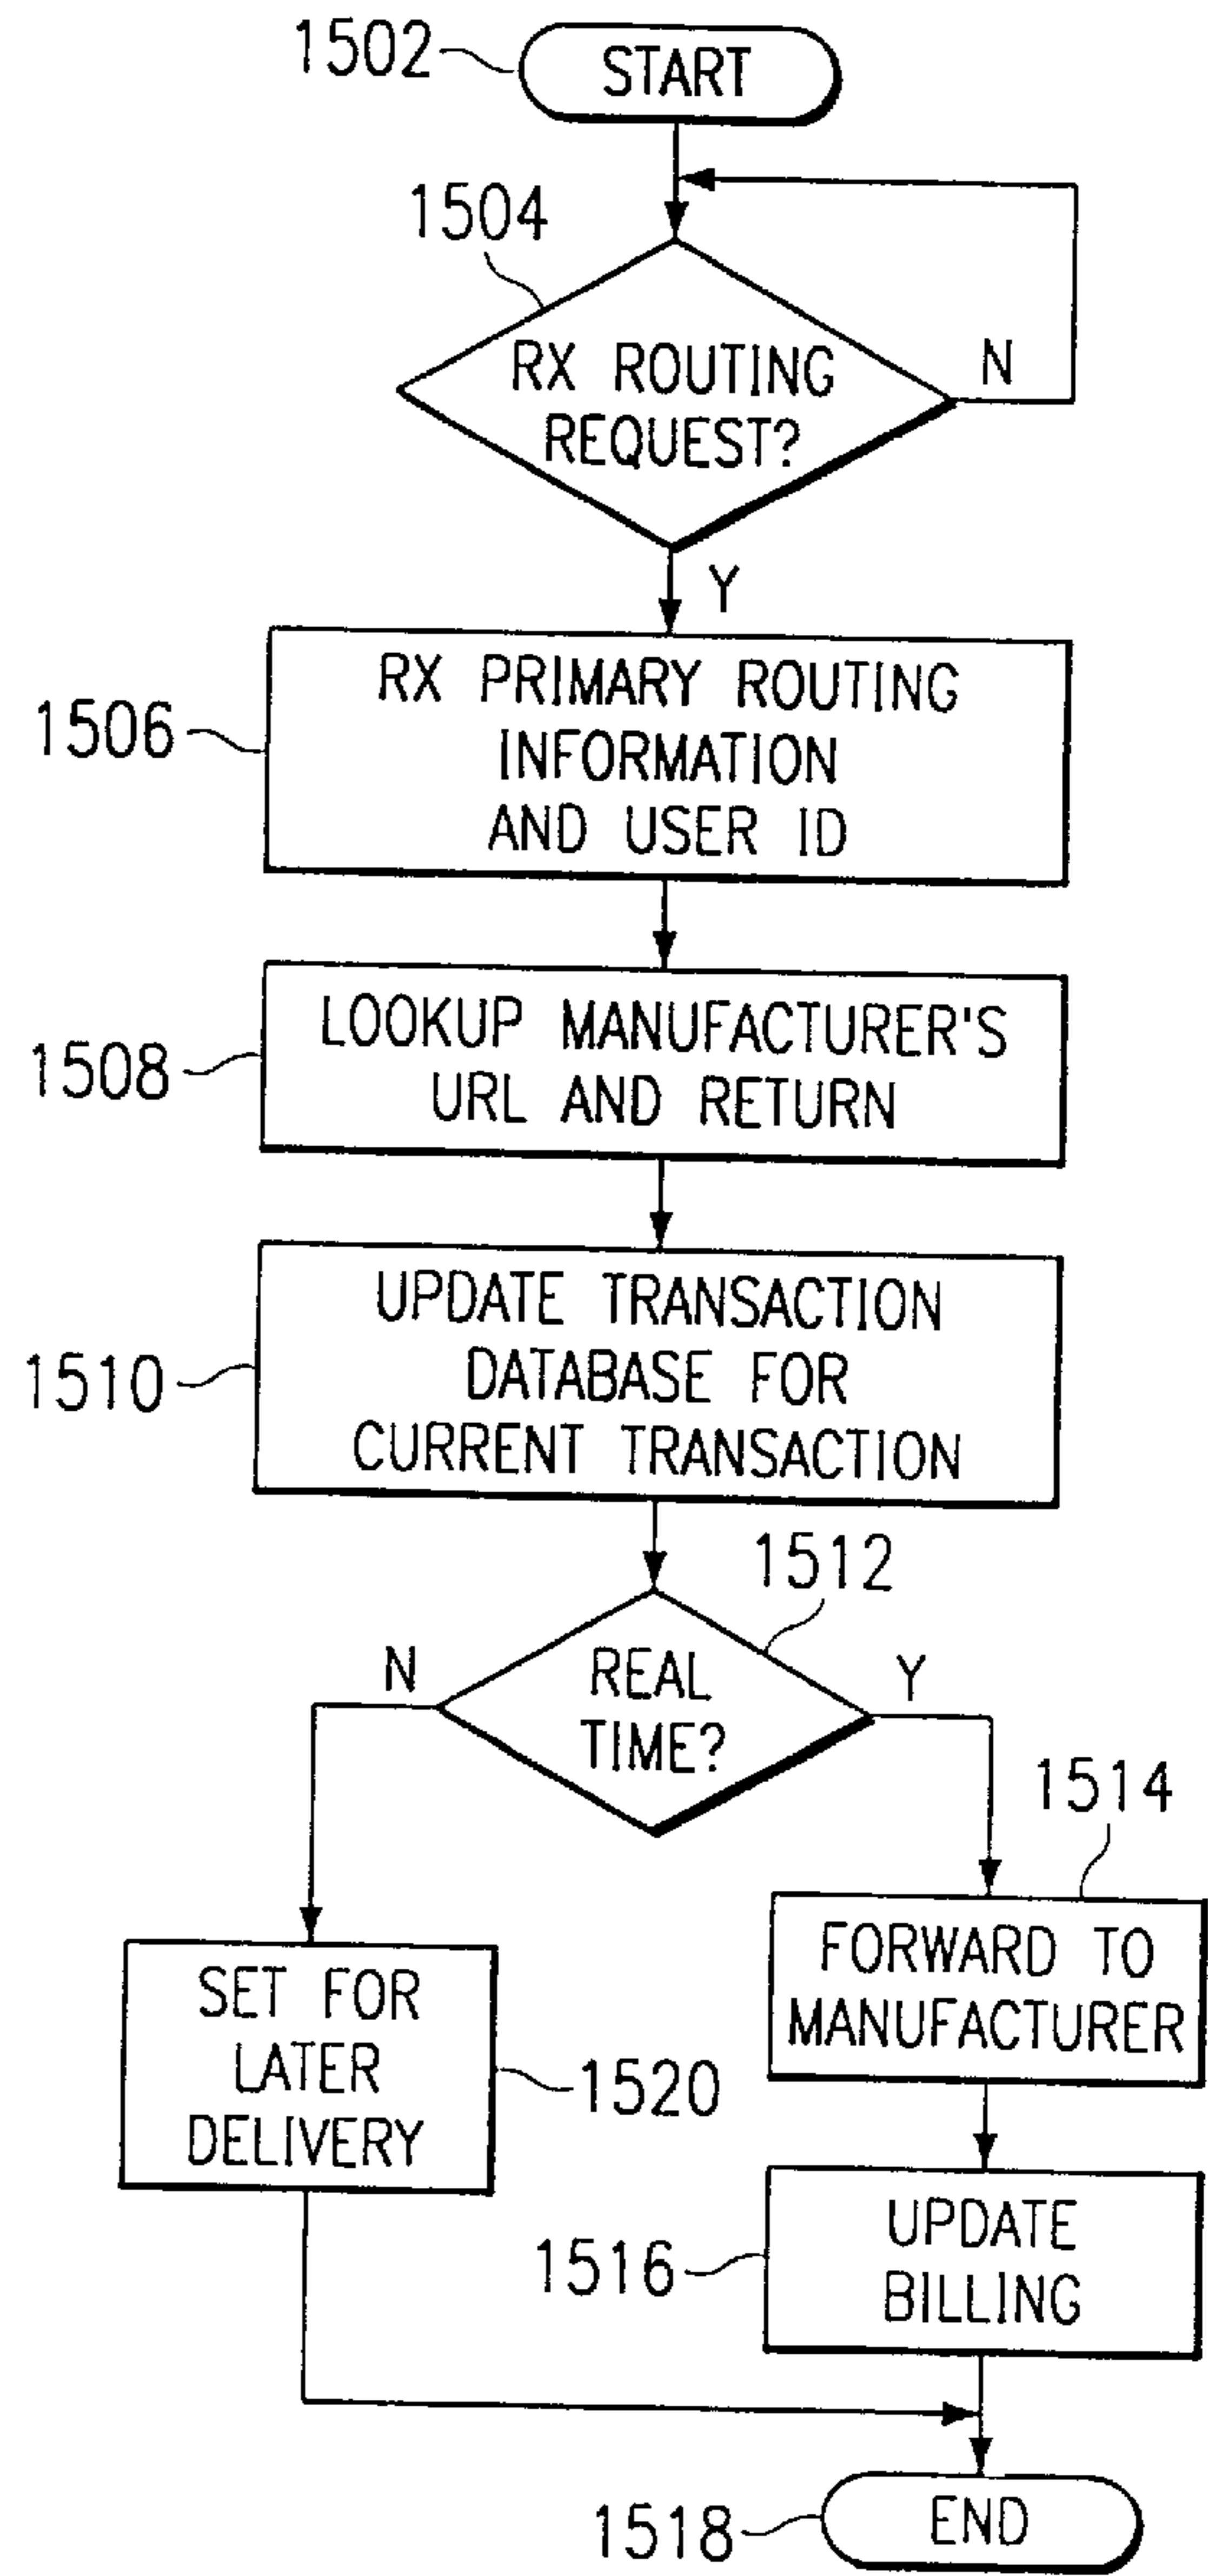 1502
START
1504
RX ROUTING
REQUEST?
N
Y
1506
RX PRIMARY ROUTING
INFORMATION
AND USER ID
1508
LOOKUP MANUFACTURER'S
URL AND RETURN
1510
UPDATE TRANSACTION
DATABASE FOR
CURRENT TRANSACTION
1512
N
REAL
TIME?
Y
1514
FORWARD TO
MANUFACTURER
SET FOR
LATER
DELIVERY
1520
1516
UPDATE
BILLING
1518
END